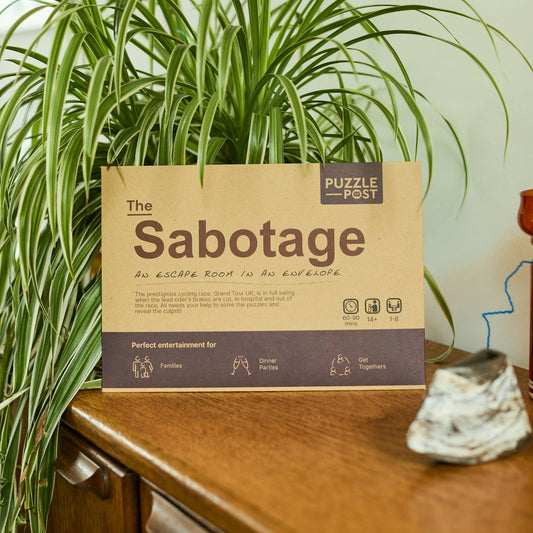 PUZZLE
POST
The
Sabotage
AN ESCAPE ROOM IN AN ENVELOPE
The prestigious cycling race, Grand Tour UK, is in full swing
when the lead rider's brakes are cut. In hospital and out of
the race, Ali needs your help to solve the puzzles and
reveal the culprit!
60-90 mins
14+
1-8
Perfect entertainment for
Families
Dinner
Parties
Get
Togethers